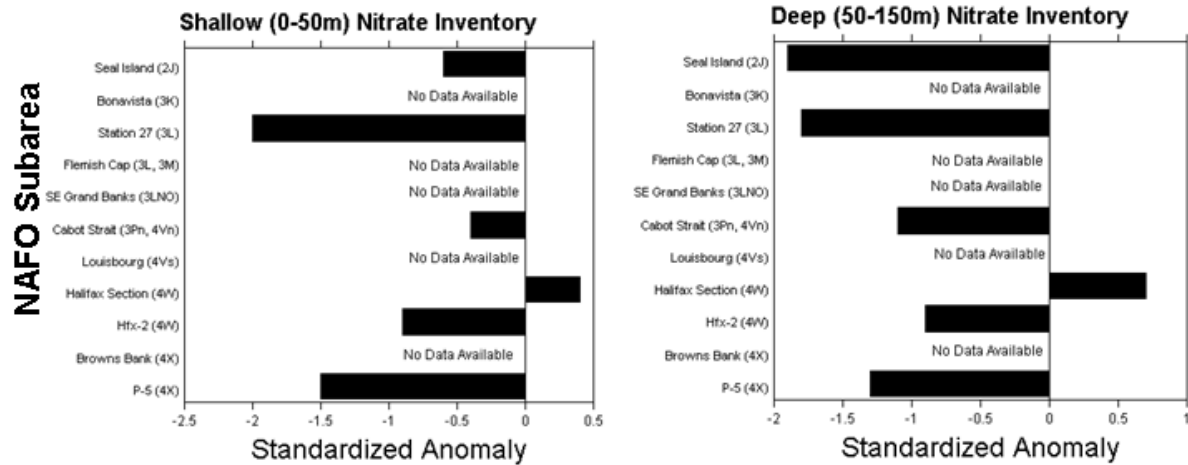 Shallow (0-50m) Nitrate Inventory
NAFO Subarea
Seal Island (2J)
Bonavista (3K)
No Data Available
Station 27 (3L)
Flemish Cap (3L, 3M)
No Data Available
SE Grand Banks (3LNO)
No Data Available
Cabot Strait (3Pn, 4Vn)
Louisbourg (4Vs)
No Data Available
Halifax Section (4W)
Hfx-2 (4W)
Browns Bank (4X)
No Data Available
P-5 (4X)
-2.5 -2 -1.5 -1 -0.5 0 0.5
Standardized Anomaly
Deep (50-150m) Nitrate Inventory
Seal Island (2J)
Bonavista (3K)
No Data Available
Station 27 (3L)
Flemish Cap (3L, 3M)
No Data Available
SE Grand Banks (3LNO)
No Data Available
Cabot Strait (3Pn, 4Vn)
Louisbourg (4Vs)
No Data Available
Halifax Section (4W)
Hfx-2 (4W)
Browns Bank (4X)
No Data Available
P-5 (4X)
-2 -1.5 -1 -0.5 0 0.5 1
Standardized Anomaly